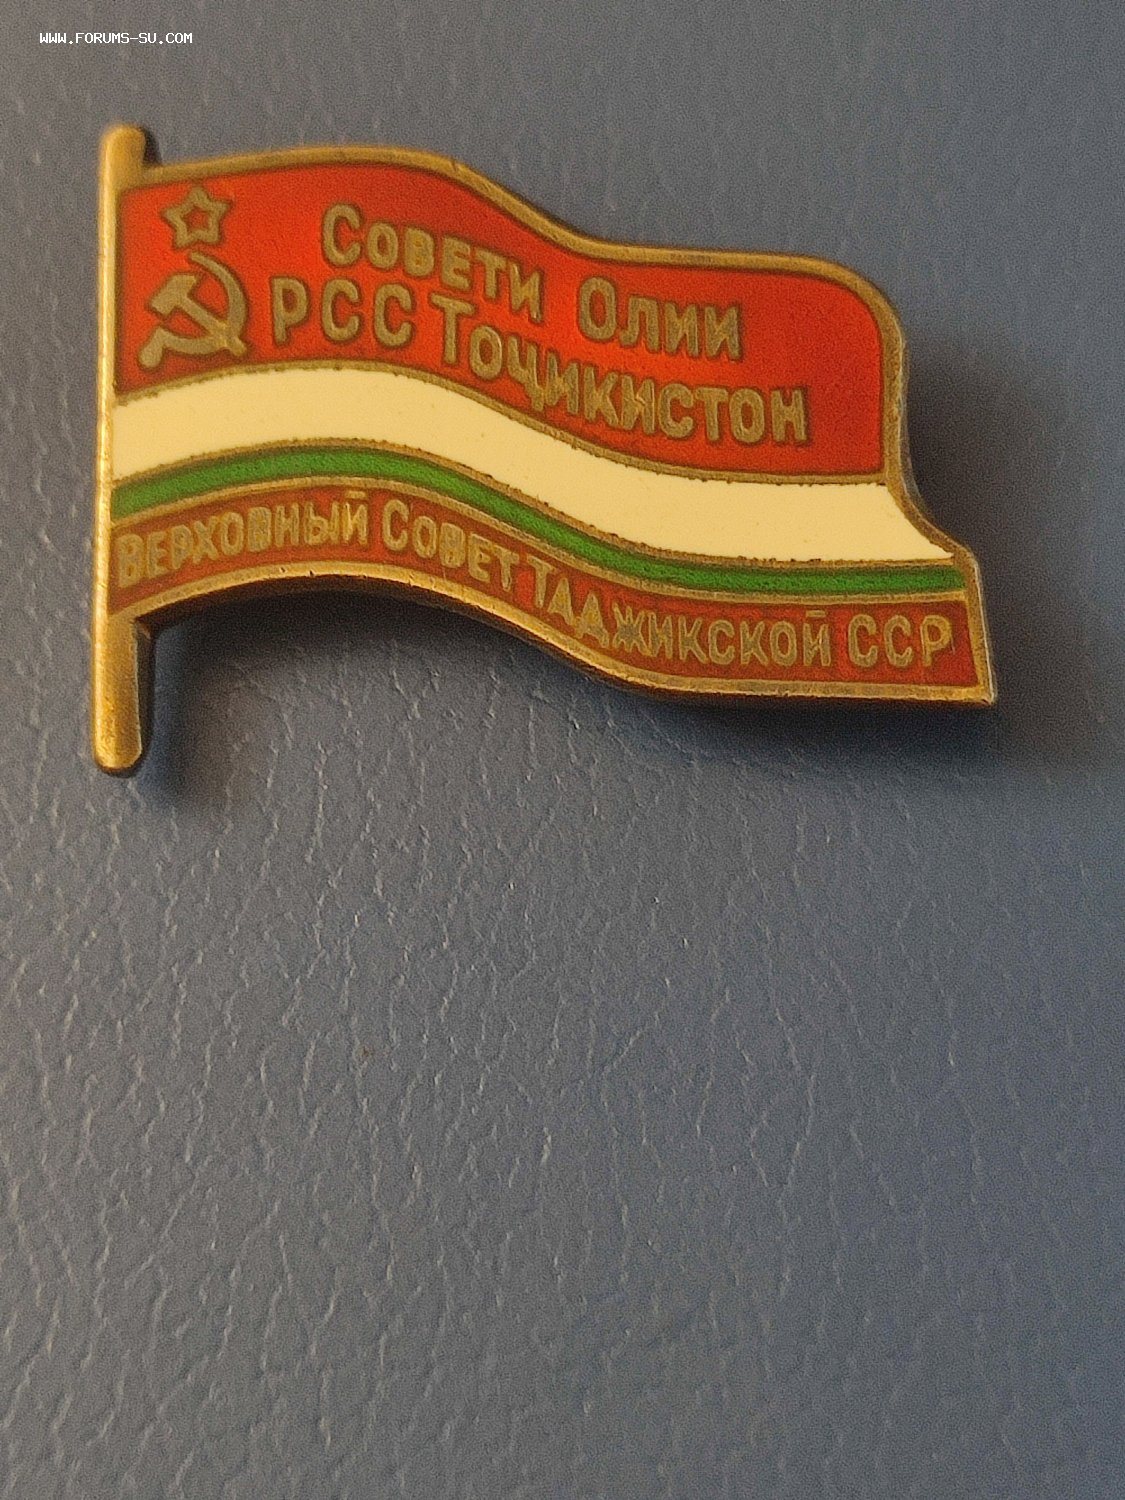 WWW.FORUMS-SU.COM
Совети Олии
РСС Тоҷикистон
Верховный Совет Таджикской ССР